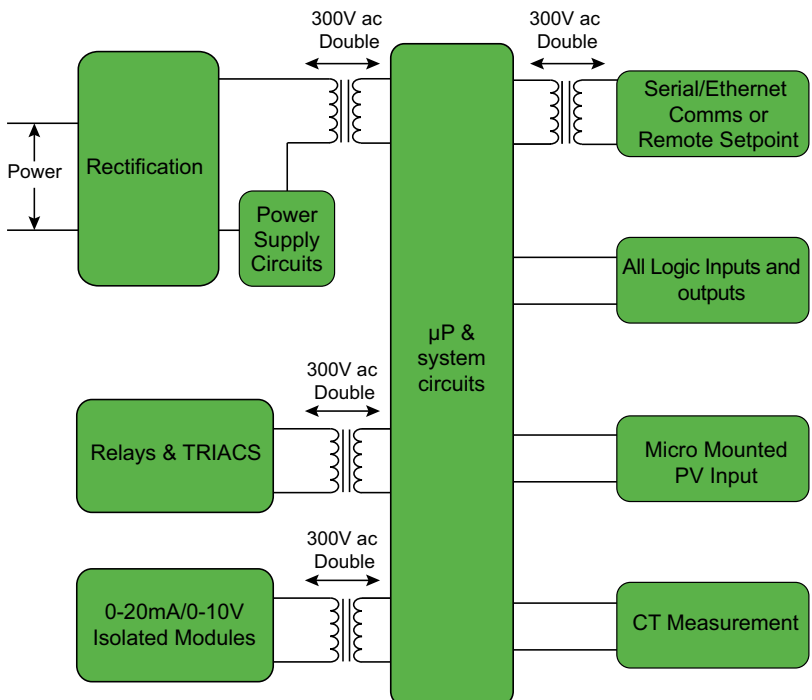 300V ac
Double
300V ac
Double
Power
Rectification
Power
Supply
Circuits
Serial/Ethernet
Comms or
Remote Setpoint
All Logic Inputs and
outputs
µP &
system
circuits
300V ac
Double
Relays & TRIACS
Micro Mounted
PV Input
300V ac
Double
0-20mA/0-10V
Isolated Modules
CT Measurement